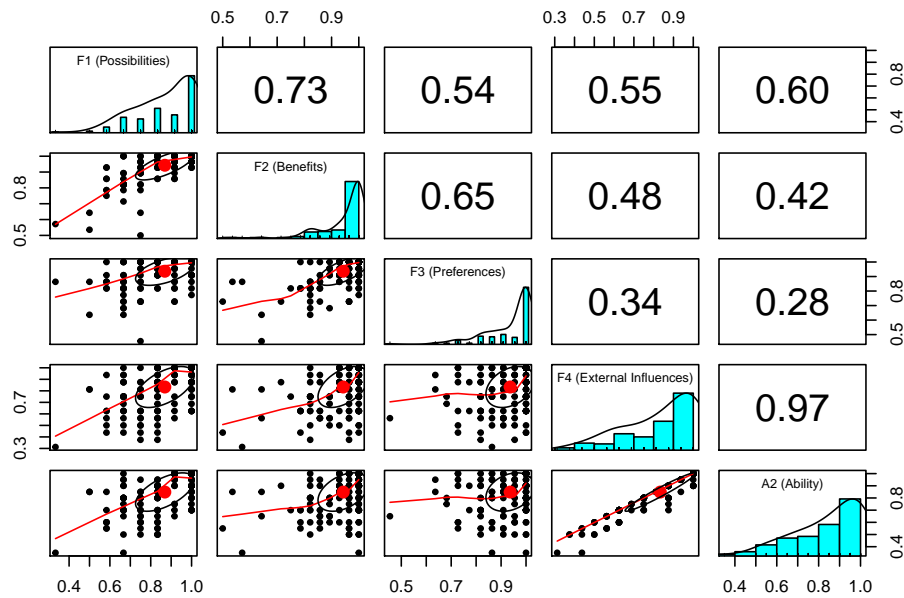 0.5 0.7 0.9 0.3 0.5 0.7 0.9
F1 (Possibilities)
0.73 0.54 0.55 0.60
0.4 0.8
0.5 0.8
F2 (Benefits)
0.65 0.48 0.42
F3 (Preferences)
0.34 0.28
0.5 0.8
0.3 0.7
F4 (External Influences)
0.97
A2 (Ability)
0.4 0.8
0.4 0.6 0.8 1.0 0.5 0.7 0.9 0.4 0.6 0.8 1.0